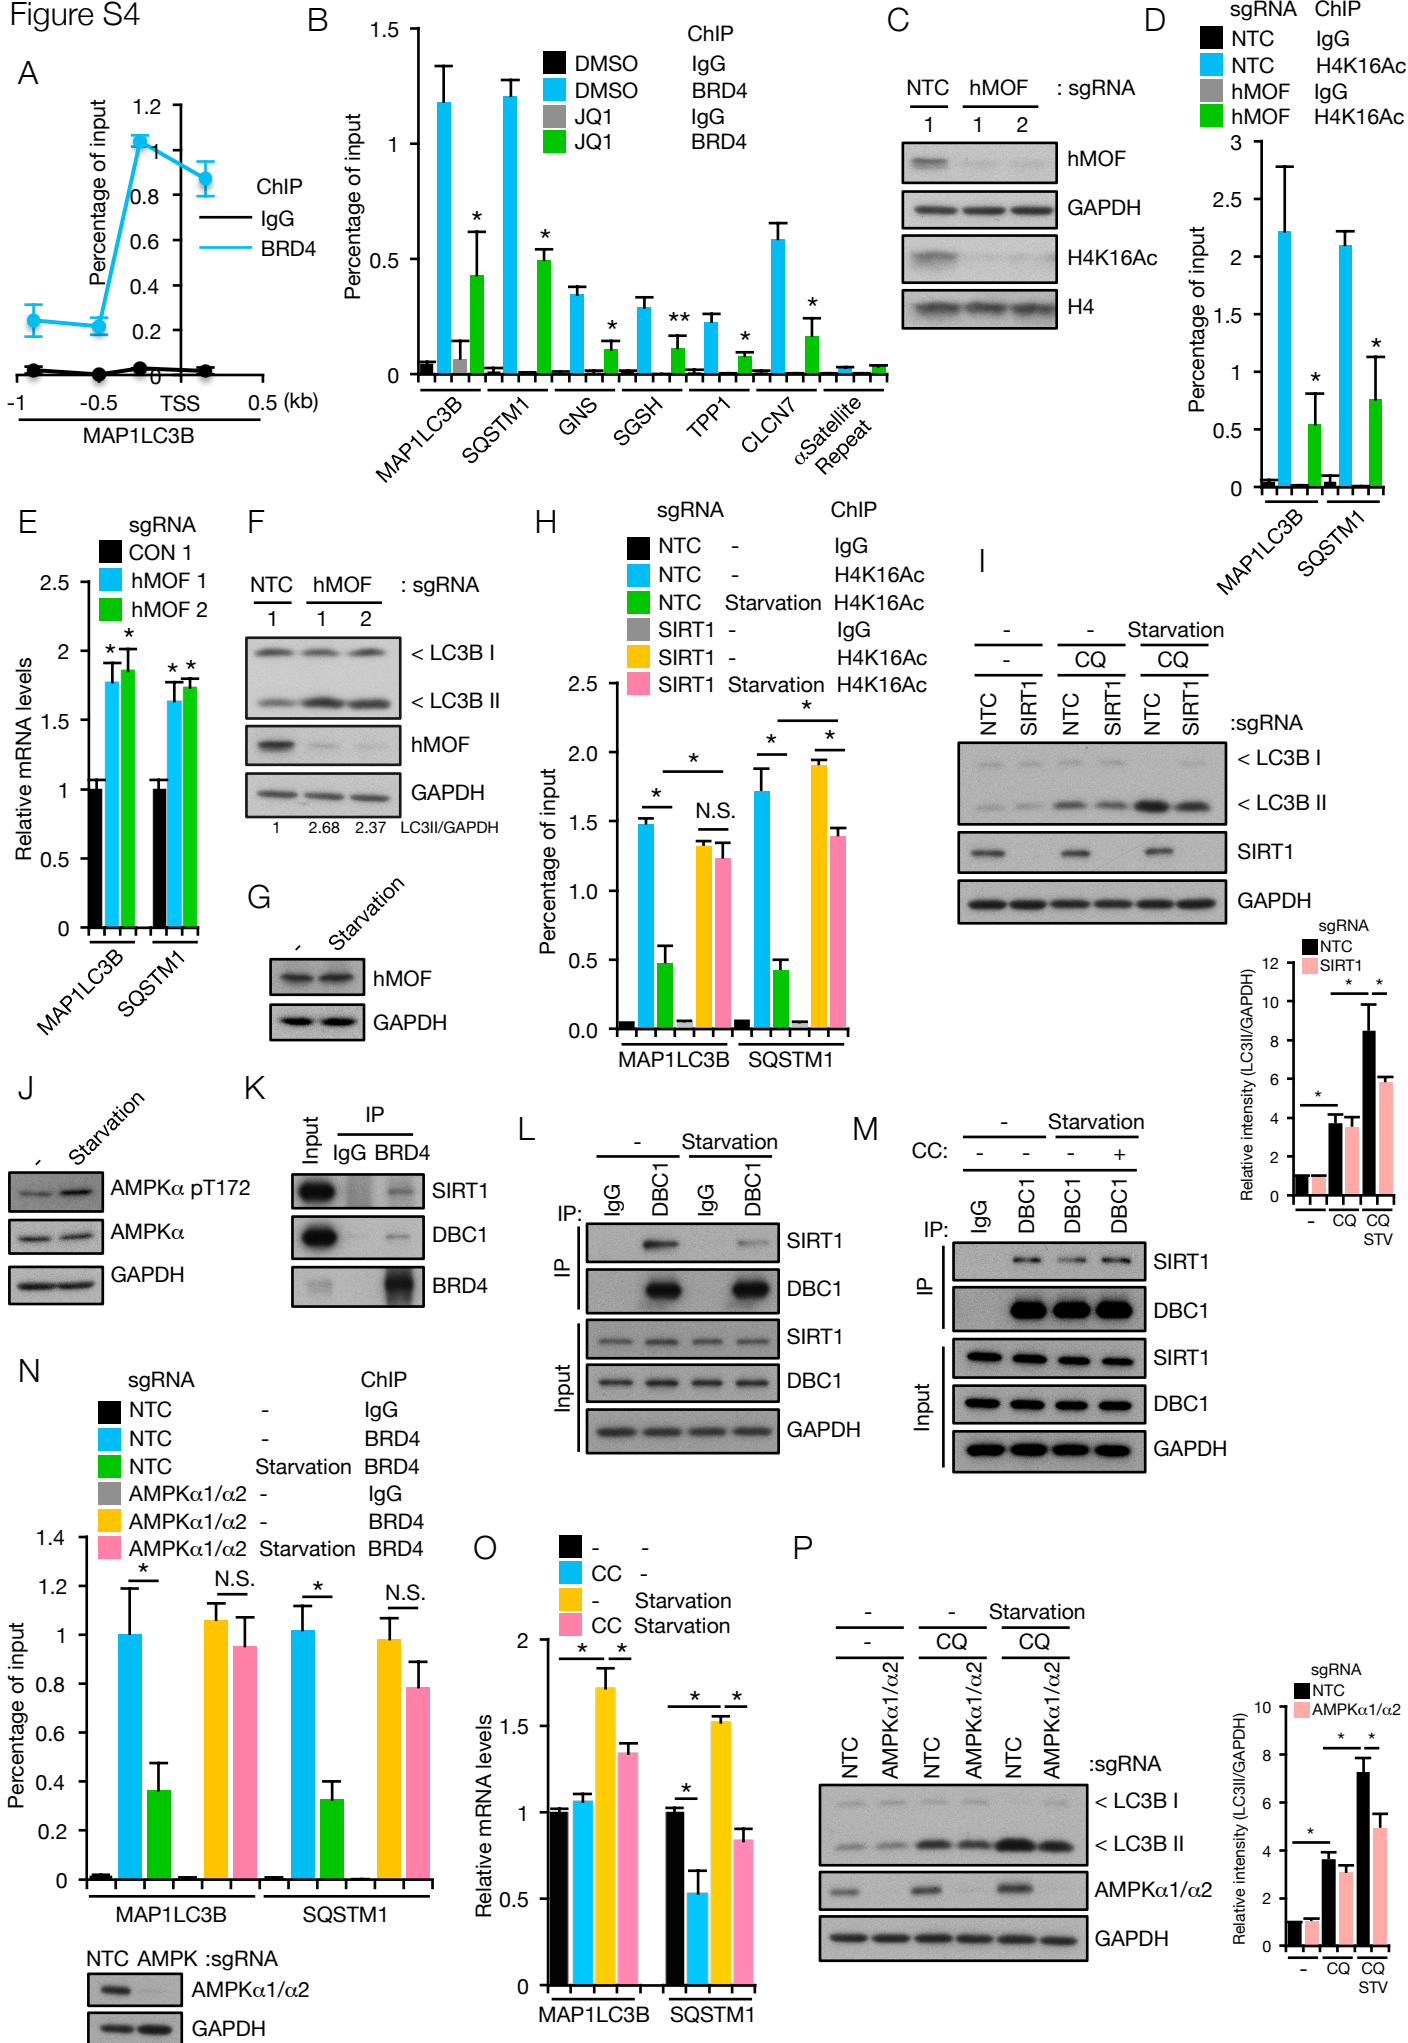 Figure S4
A
Percentage of input
1.2
1
0.8
0.6
0.4
0.2
0
-1
-0.5
TSS
0.5 (kb)
MAP1LC3B
ChIP
IgG
BRD4
B
ChIP
DMSO IgG
DMSO BRD4
JQ1 IgG
JQ1 BRD4
Percentage of input
1.5
1
0.5
0
* * * ** * *
MAP1LC3B
SQSTM1
GNS
SGSH
TPP1
CLCN7
αSatellite
Repeat
C
NTC hMOF : sgRNA
1 1 2
hMOF
GAPDH
H4K16Ac
H4
D
sgRNA ChIP
NTC IgG
NTC H4K16Ac
hMOF IgG
hMOF H4K16Ac
Percentage of input
3
2.5
2
1.5
1
0.5
0
* *
MAP1LC3B
SQSTM1
E
sgRNA
CON 1
hMOF 1
hMOF 2
Relative mRNA levels
2.5
2
1.5
1
0.5
0
* * * *
MAP1LC3B
SQSTM1
F
NTC hMOF : sgRNA
1 1 2
< LC3B I
< LC3B II
hMOF
GAPDH
1 2.68 2.37 LC3II/GAPDH
G
- Starvation
hMOF
GAPDH
H
sgRNA ChIP
NTC - IgG
NTC - H4K16Ac
NTC Starvation H4K16Ac
SIRT1 - IgG
SIRT1 - H4K16Ac
SIRT1 Starvation H4K16Ac
Percentage of input
2.5
2.0
1.5
1.0
0.5
0.0
* * N.S. * * *
MAP1LC3B SQSTM1
I
- - Starvation
- CQ CQ
NTC SIRT1 NTC SIRT1 NTC SIRT1 :sgRNA
< LC3B I
< LC3B II
SIRT1
GAPDH
sgRNA
NTC
SIRT1
Relative intensity (LC3II/GAPDH)
12
10
8
6
4
2
0
* * *
- CQ CQ
STV
J
- Starvation
AMPKα pT172
AMPKα
GAPDH
K
Input IP
IgG BRD4
SIRT1
DBC1
BRD4
L
- Starvation
IP: IgG DBC1 IgG DBC1
IP
SIRT1
DBC1
Input
SIRT1
DBC1
GAPDH
M
- Starvation
CC: - - - +
IP: IgG DBC1 DBC1 DBC1
IP
SIRT1
DBC1
Input
SIRT1
DBC1
GAPDH
N
sgRNA ChIP
NTC - IgG
NTC - BRD4
NTC Starvation BRD4
AMPKα1/α2 - IgG
AMPKα1/α2 - BRD4
AMPKα1/α2 Starvation BRD4
Percentage of input
1.4
1.2
1
0.8
0.6
0.4
0.2
0
* N.S. * N.S.
MAP1LC3B SQSTM1
NTC AMPK :sgRNA
AMPKα1/α2
GAPDH
O
- -
CC -
- Starvation
CC Starvation
Relative mRNA levels
2
1.5
1
0.5
0
* * * * *
MAP1LC3B SQSTM1
P
- - Starvation
- CQ CQ
NTC AMPKα1/α2 NTC AMPKα1/α2 NTC AMPKα1/α2 :sgRNA
< LC3B I
< LC3B II
AMPKα1/α2
GAPDH
sgRNA
NTC
AMPKα1/α2
Relative intensity (LC3II/GAPDH)
10
8
6
4
2
0
* * *
- CQ CQ
STV